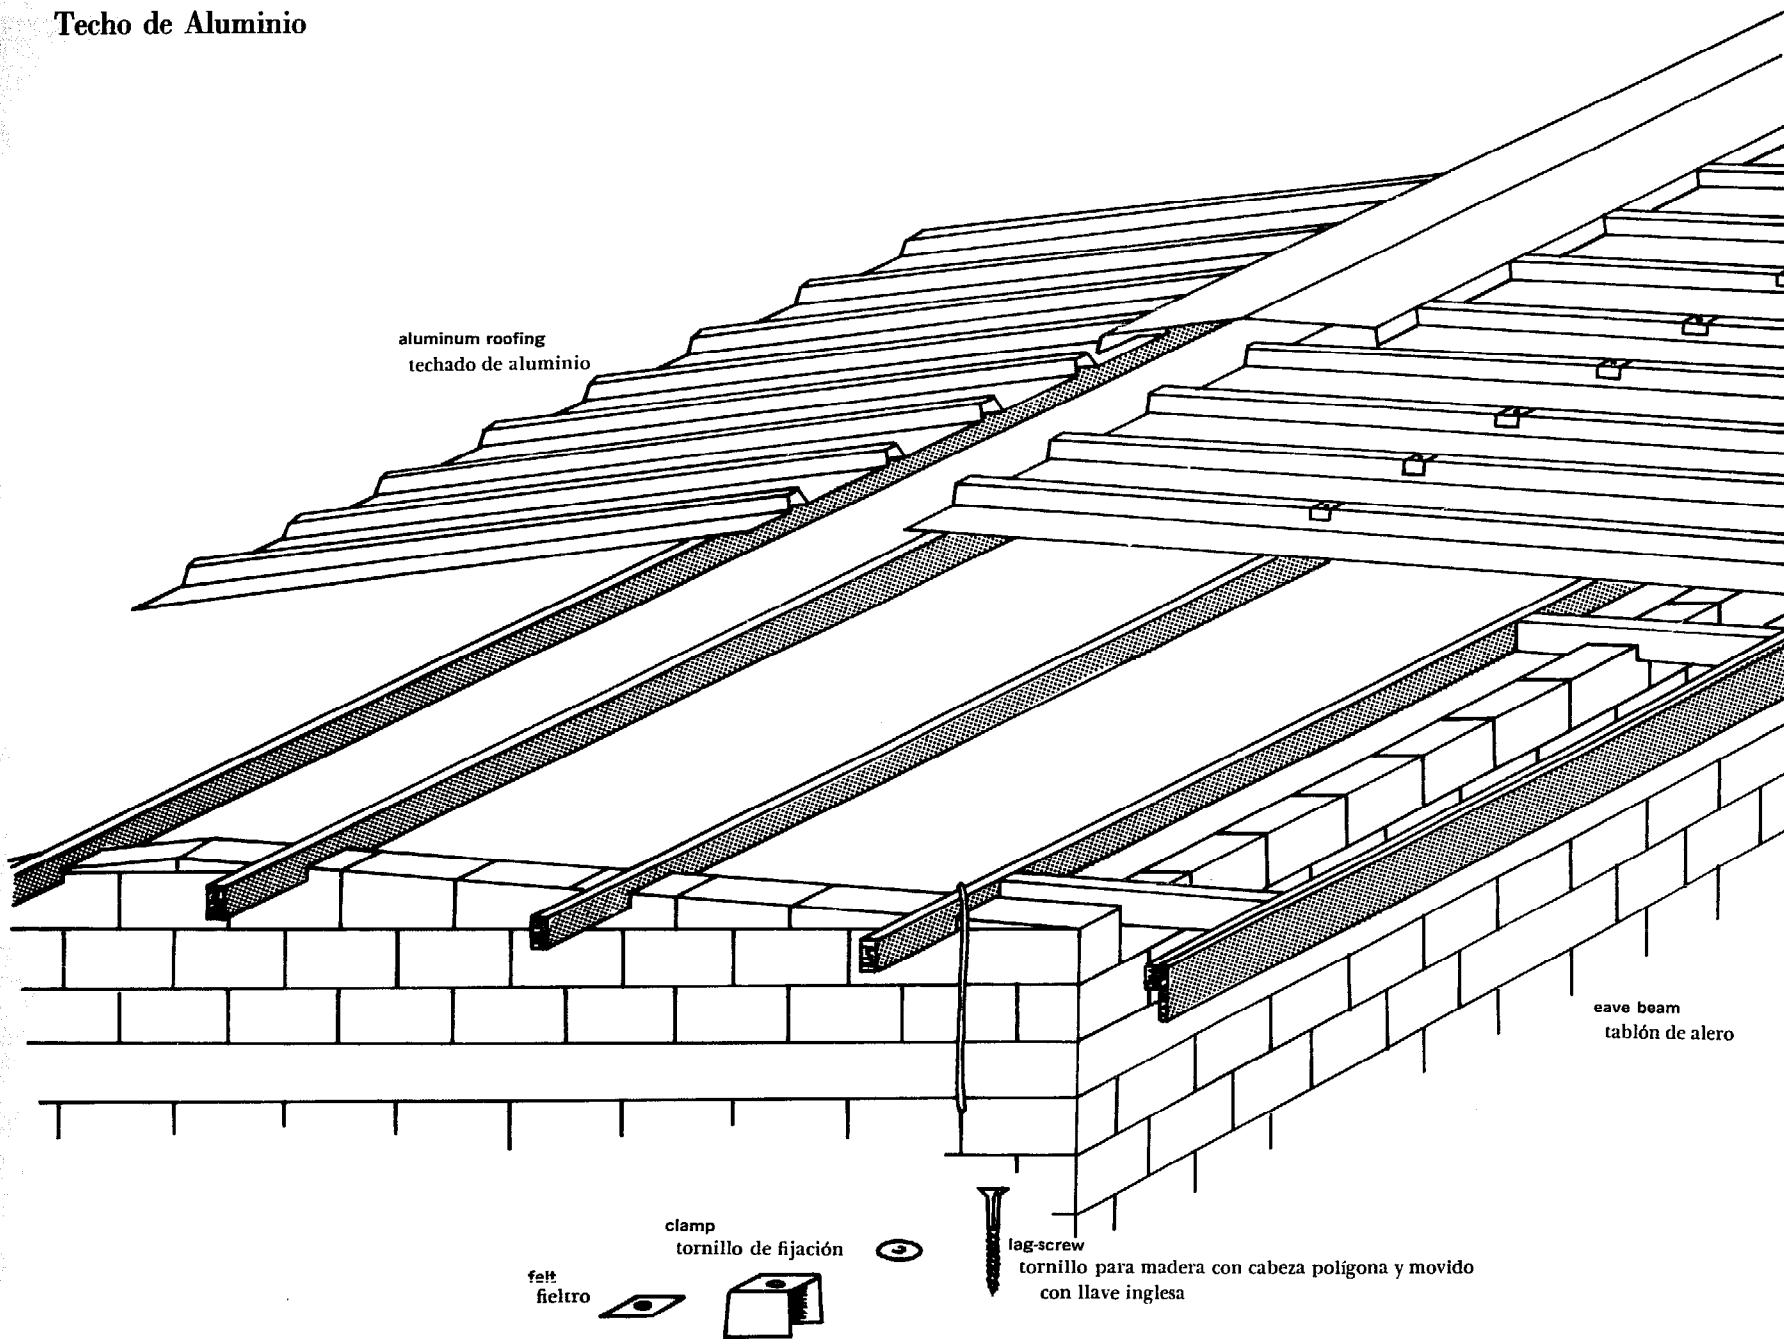 Techo de Aluminio
aluminum roofing
techado de aluminio
eave beam
tablón de alero
clamp
tornillo de fijación
lag-screw
tornillo para madera con cabeza polígona y movido
con llave inglesa
felt
fieltro